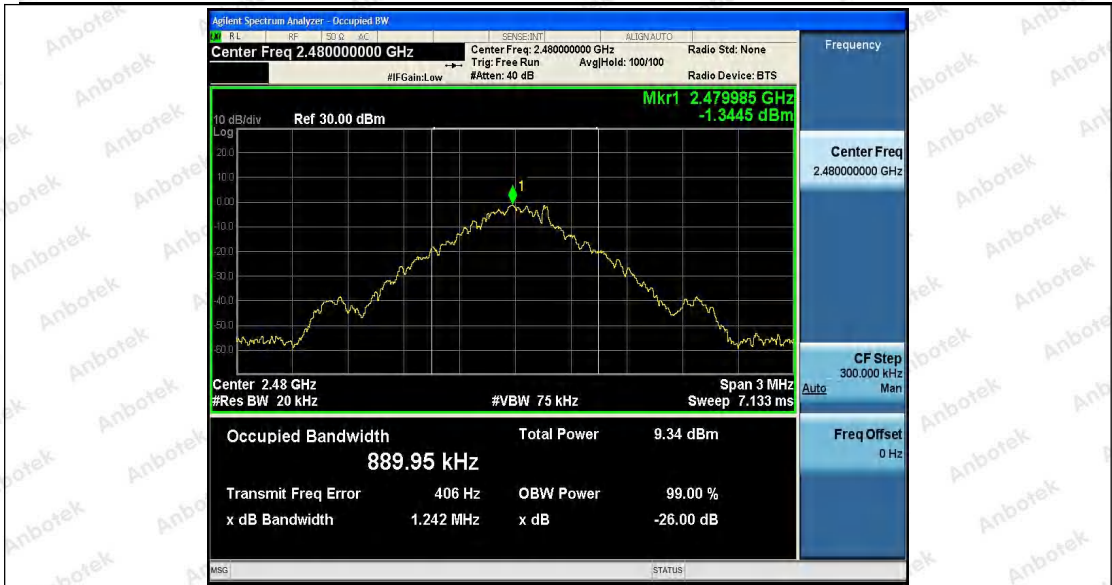 Agilent Spectrum Analyzer - Occupied BW
RL RF 50 Ω AC SENSE:INT ALIGNAUTO
Center Freq 2.480000000 GHz
Center Freq: 2.480000000 GHz
Radio Std: None
Trig: Free Run Avg|Hold: 100/100
#IFGain:Low
#Atten: 40 dB
Radio Device: BTS
Frequency
Mkr1 2.479985 GHz
-1.3445 dBm
10 dB/div Ref 30.00 dBm
Log
20.0
10.0
0.00
-10.0
-20.0
-30.0
-40.0
-50.0
-60.0
1
Center 2.48 GHz Span 3 MHz
#Res BW 20 kHz #VBW 75 kHz Sweep 7.133 ms
Center Freq
2.480000000 GHz
CF Step
300.000 kHz
Auto Man
Freq Offset
0 Hz
Occupied Bandwidth Total Power 9.34 dBm
889.95 kHz
Transmit Freq Error 406 Hz OBW Power 99.00 %
x dB Bandwidth 1.242 MHz x dB -26.00 dB
MSG STATUS
Anbotek